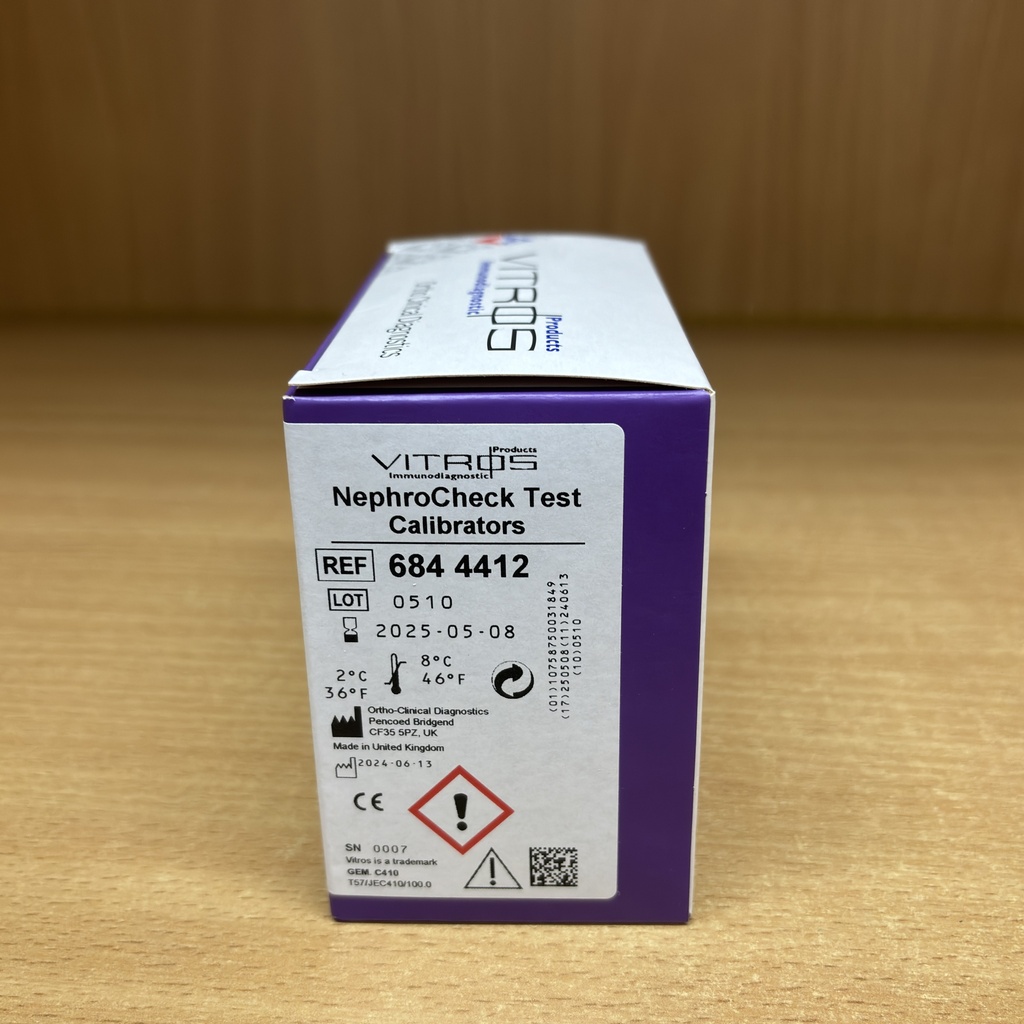 VITROS
Products
Immunodiagnostic
Ortho Clinical Diagnostics
VITROS
Products
Immunodiagnostic
NephroCheck Test
Calibrators
REF 684 4412
LOT 0510
2025-05-08
2°C
36°F
8°C
46°F
Ortho-Clinical Diagnostics
Pencoed Bridgend
CF35 5PZ, UK
Made in United Kingdom
2024-06-13
CE
SN 0007
Vitros is a trademark
GEM. C410
T57/JEC410/100.0
(01)10758750031849
(17)250508(11)240613
(10)0510